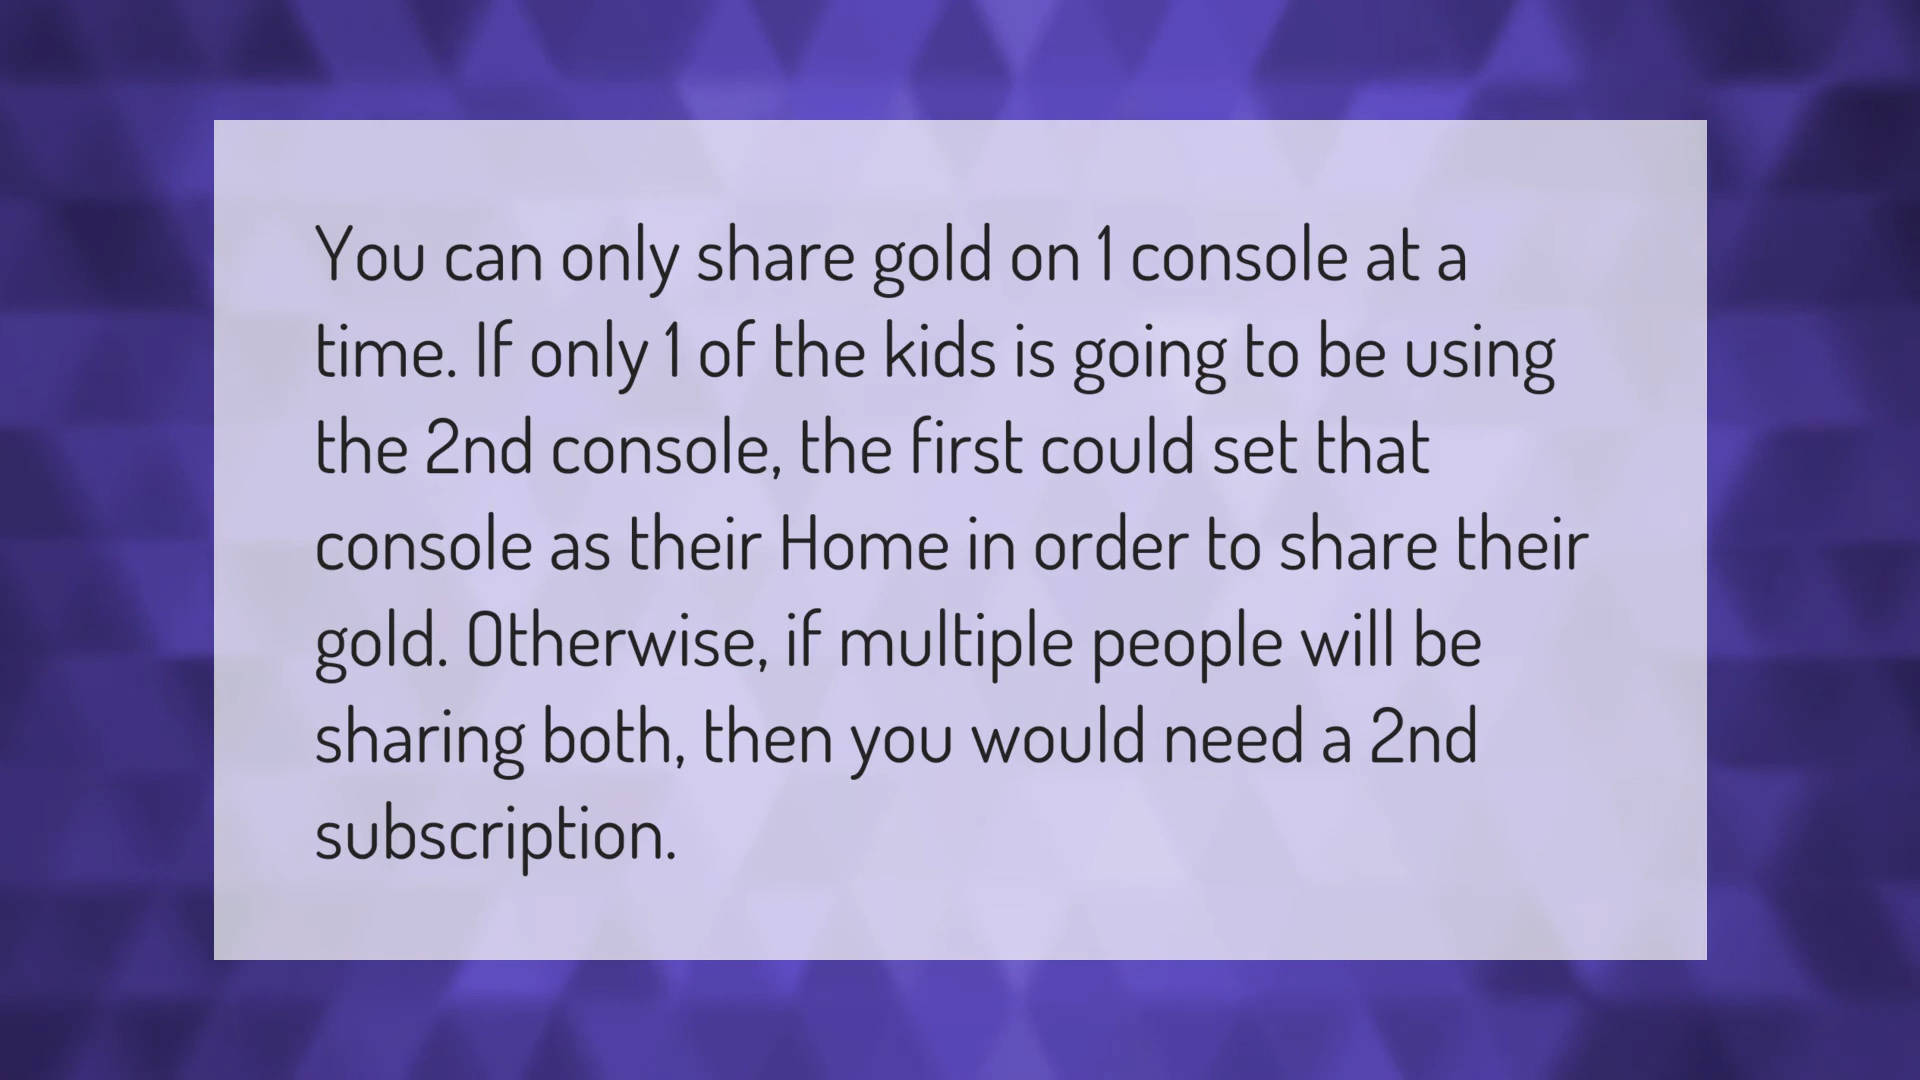 You can only share gold on 1 console at a
time. If only 1 of the kids is going to be using
the 2nd console, the first could set that
console as their Home in order to share their
gold. Otherwise, if multiple people will be
sharing both, then you would need a 2nd
subscription.